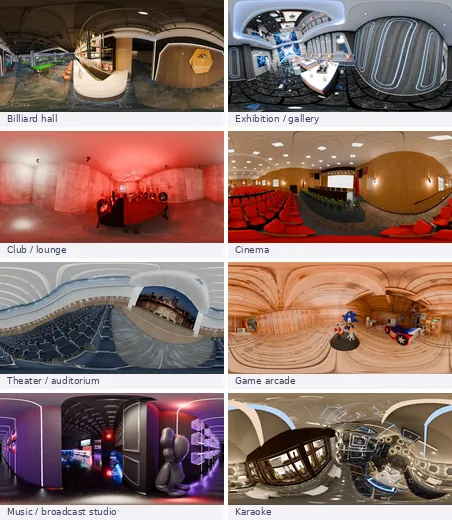 Billiard hall
Exhibition / gallery
Club / lounge
Cinema
Theater / auditorium
Game arcade
Music / broadcast studio
Karaoke